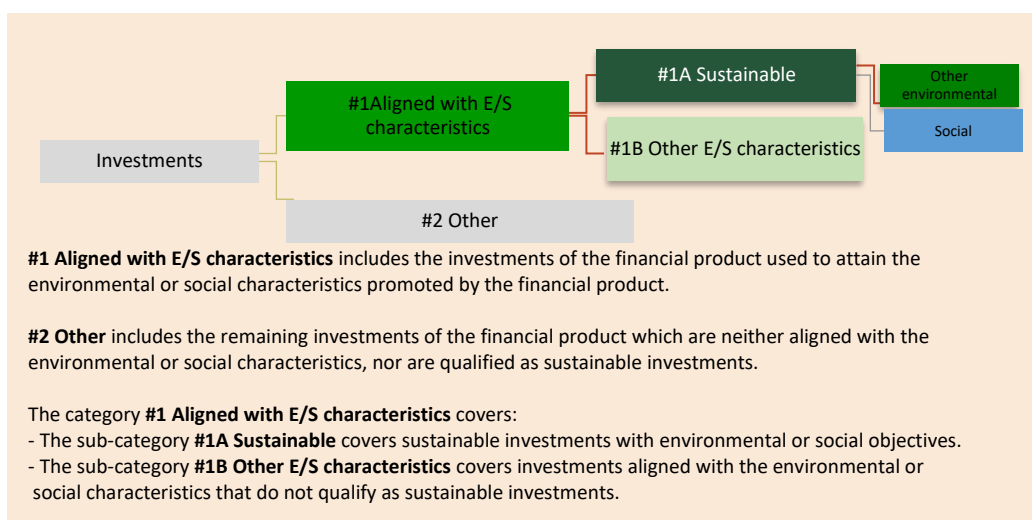 #1A Sustainable
Other
environmental
#1Aligned with E/S
characteristics
Social
#1B Other E/S characteristics
Investments
#2 Other
#1 Aligned with E/S characteristics includes the investments of the financial product used to attain the
environmental or social characteristics promoted by the financial product.
#2 Other includes the remaining investments of the financial product which are neither aligned with the
environmental or social characteristics, nor are qualified as sustainable investments.
The category #1 Aligned with E/S characteristics covers:
- The sub-category #1A Sustainable covers sustainable investments with environmental or social objectives.
- The sub-category #1B Other E/S characteristics covers investments aligned with the environmental or
social characteristics that do not qualify as sustainable investments.